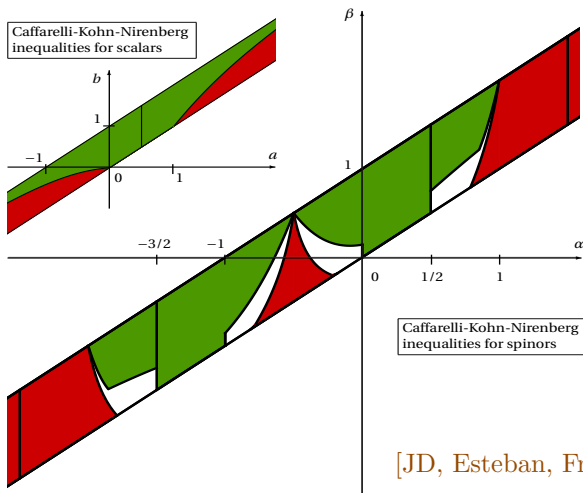 Caffarelli-Kohn-Nirenberg
inequalities for scalars
b
1
−1
a
0
1
β
1
−3/2
−1
α
0
1/2
1
Caffarelli-Kohn-Nirenberg
inequalities for spinors
[JD, Esteban, Fr